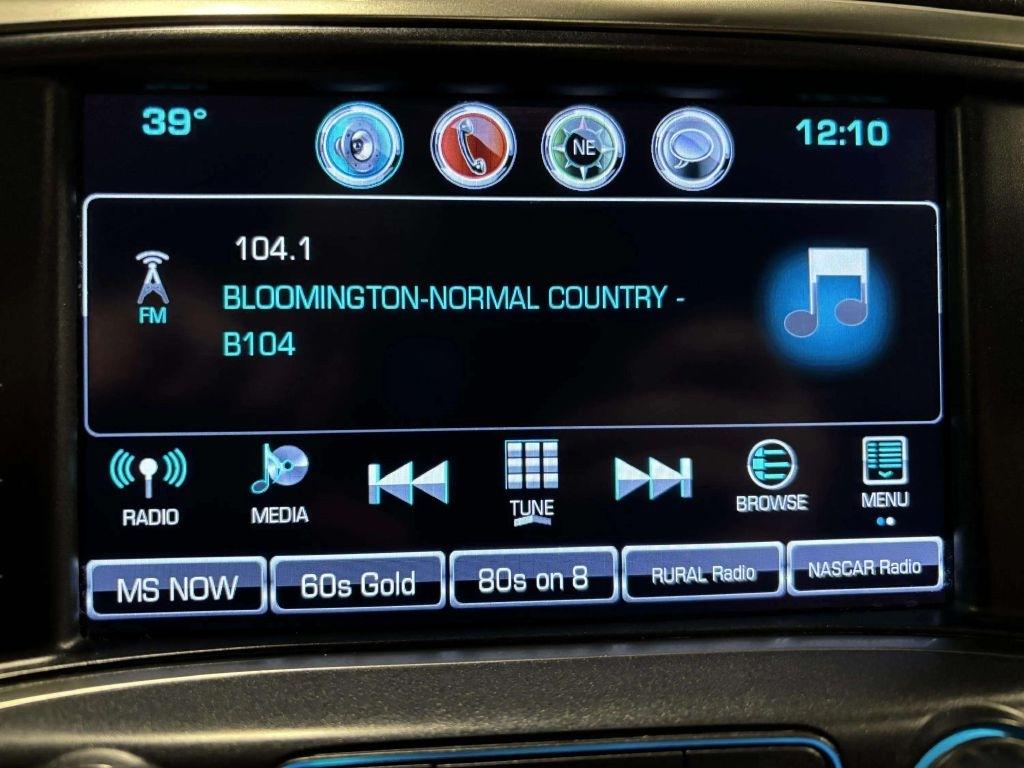 39°
NE
12:10
104.1
FM
BLOOMINGTON-NORMAL COUNTRY -
B104
RADIO
MEDIA
TUNE
BROWSE
MENU
MS NOW
60s Gold
80s on 8
RURAL Radio
NASCAR Radio